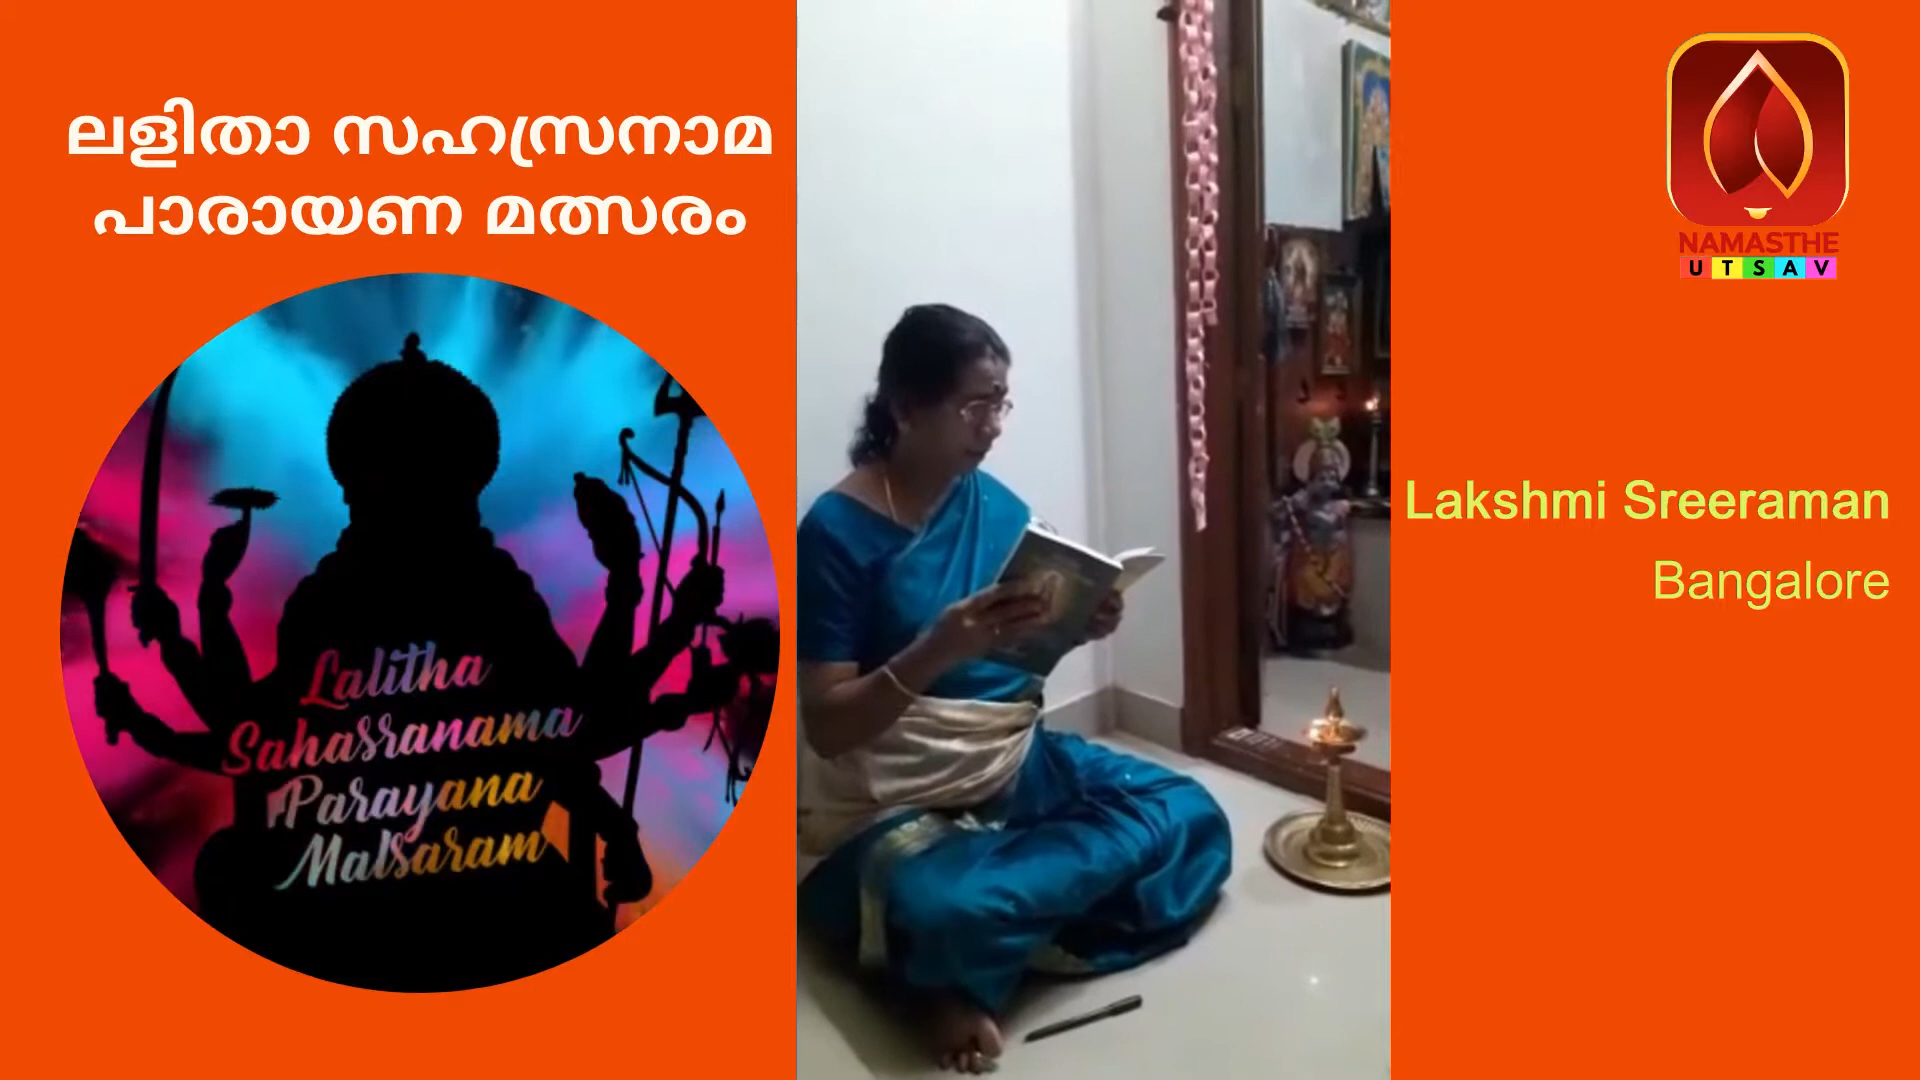 ലളിതാ സഹസ്രനാമ
പാരായണ മത്സരം
Lalitha
Sahasranama
Parayana
Malsaram
NAMASTHE
UTSAV
Lakshmi Sreeraman
Bangalore